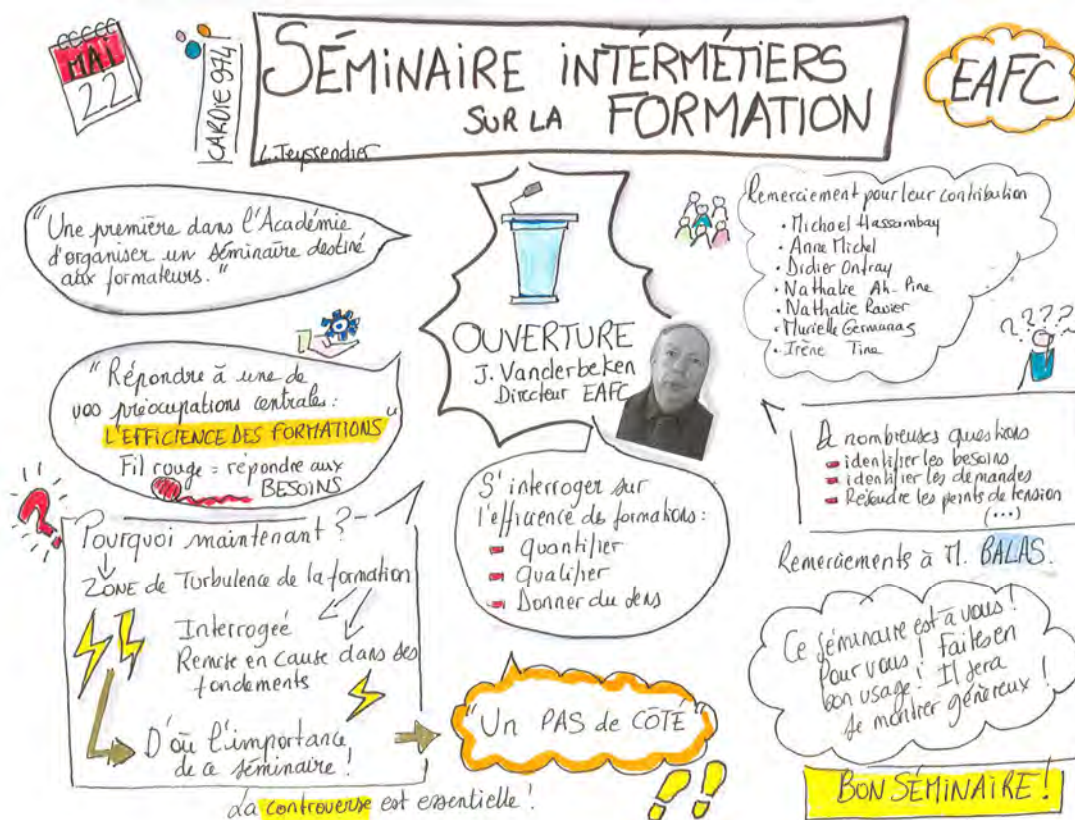 MAI
22
CARDIE 974
SÉMINAIRE INTERMÉTIERS
SUR LA FORMATION
L. Teyssendier
EAFC
"Une première dans l'Académie
d'organiser un séminaire destiné
aux formateurs."
OUVERTURE
J. Vanderbeken
Directeur EAFC
Remerciement pour leur contribution
• Michael Hassambay
• Anne Michel
• Didier Onfray
• Nathalie Ah-Pine
• Nathalie Ravier
• Murielle Germanas
• Irène Tina
"Répondre à une de
vos préocupations centrales :
L'EFFICIENCE DES FORMATIONS"
Fil rouge = répondre aux
BESOINS
????
De nombreuses questions
identifier les besoins
identifier les demandes
Résoudre les points de tension
(...)
S'interroger sur
l'efficience des formations :
quantifier
qualifier
Donner du sens
Remerciements à M. BALAS.
?
Pourquoi maintenant ?
ZONE de Turbulence de la formation
Interrogée
Remise en cause dans ses
fondements
D'où l'importance
de ce séminaire !
"Un PAS de CÔTÉ"
Ce séminaire est à vous !
Pour vous ! Faites en
bon usage ! Il sera
se montrer généreux !
La controverse est essentielle !
BON SÉMINAIRE !